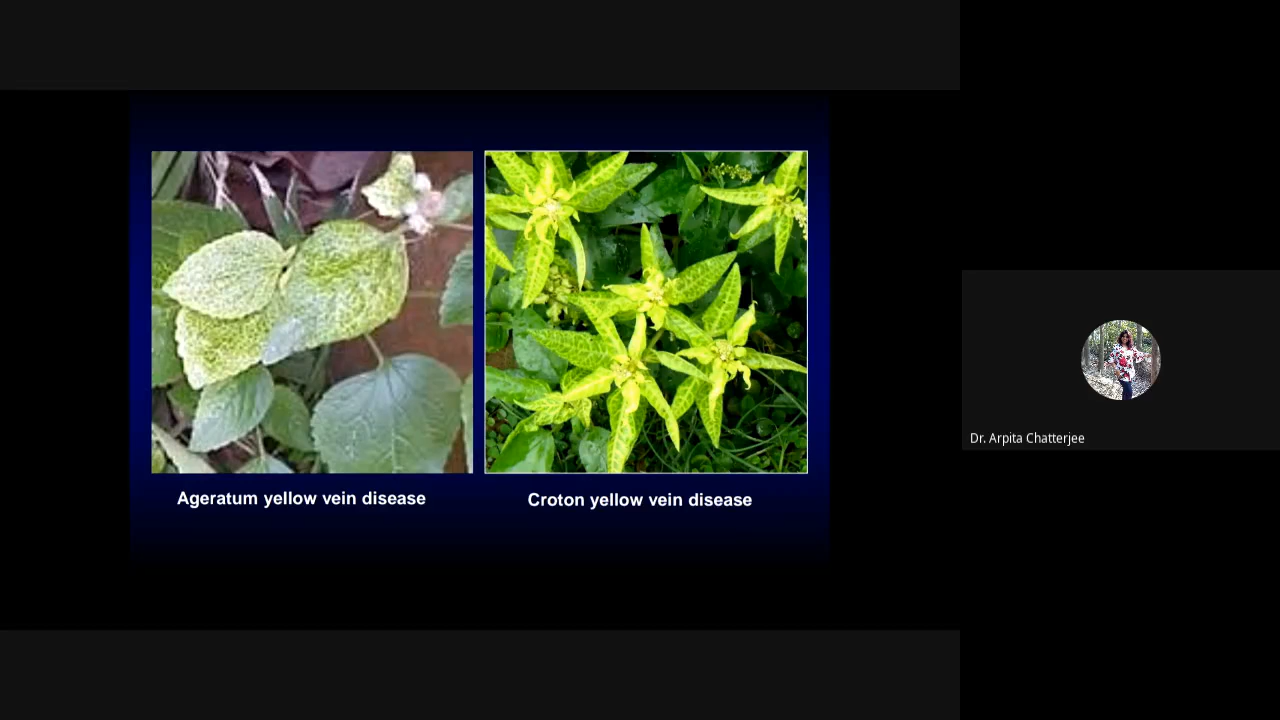 Ageratum yellow vein disease
Croton yellow vein disease
Dr. Arpita Chatterjee